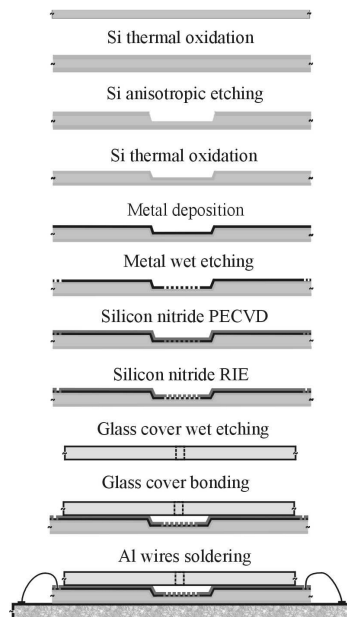 Si thermal oxidation
Si anisotropic etching
Si thermal oxidation
Metal deposition
Metal wet etching
Silicon nitride PECVD
Silicon nitride RIE
Glass cover wet etching
Glass cover bonding
Al wires soldering